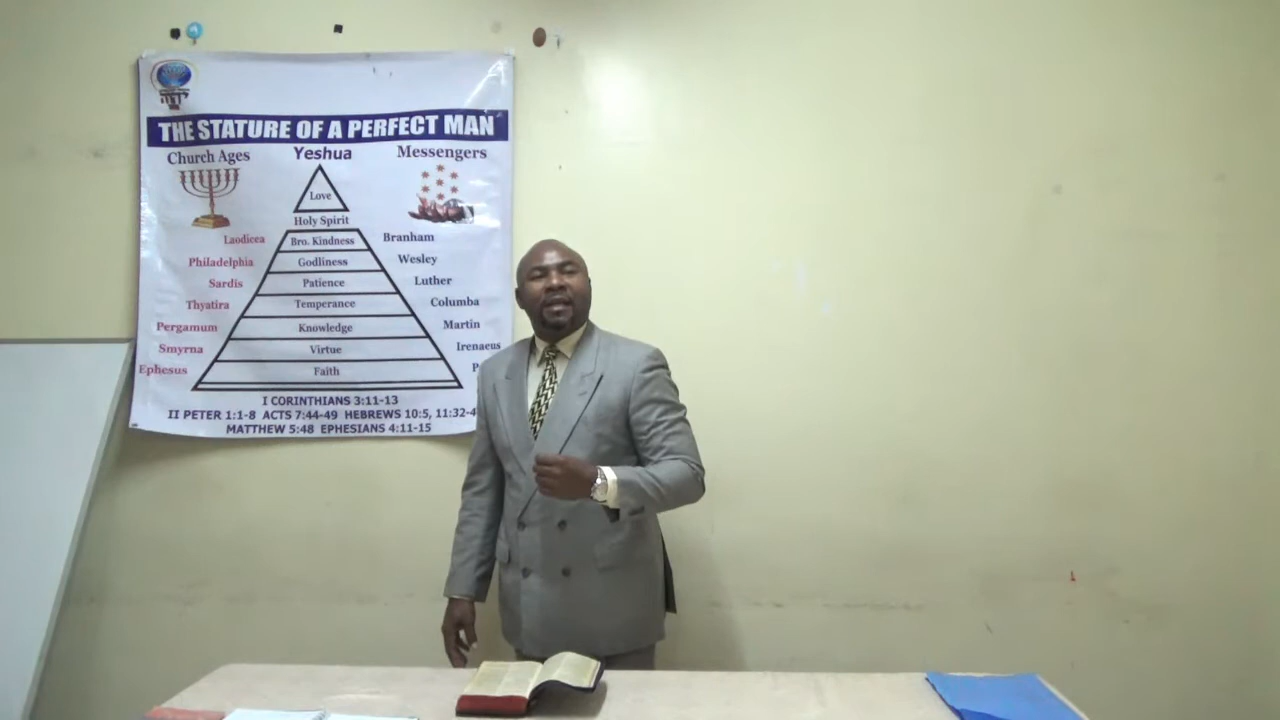 יהוה
THE STATURE OF A PERFECT MAN
Church Ages Yeshua Messengers
Love
Holy Spirit
Laodicea Bro. Kindness Branham
Philadelphia Godliness Wesley
Sardis Patience Luther
Thyatira Temperance Columba
Pergamum Knowledge Martin
Smyrna Virtue Irenaeus
Ephesus Faith
I CORINTHIANS 3:11-13
II PETER 1:1-8 ACTS 7:44-49 HEBREWS 10:5, 11:32-
MATTHEW 5:48 EPHESIANS 4:11-15